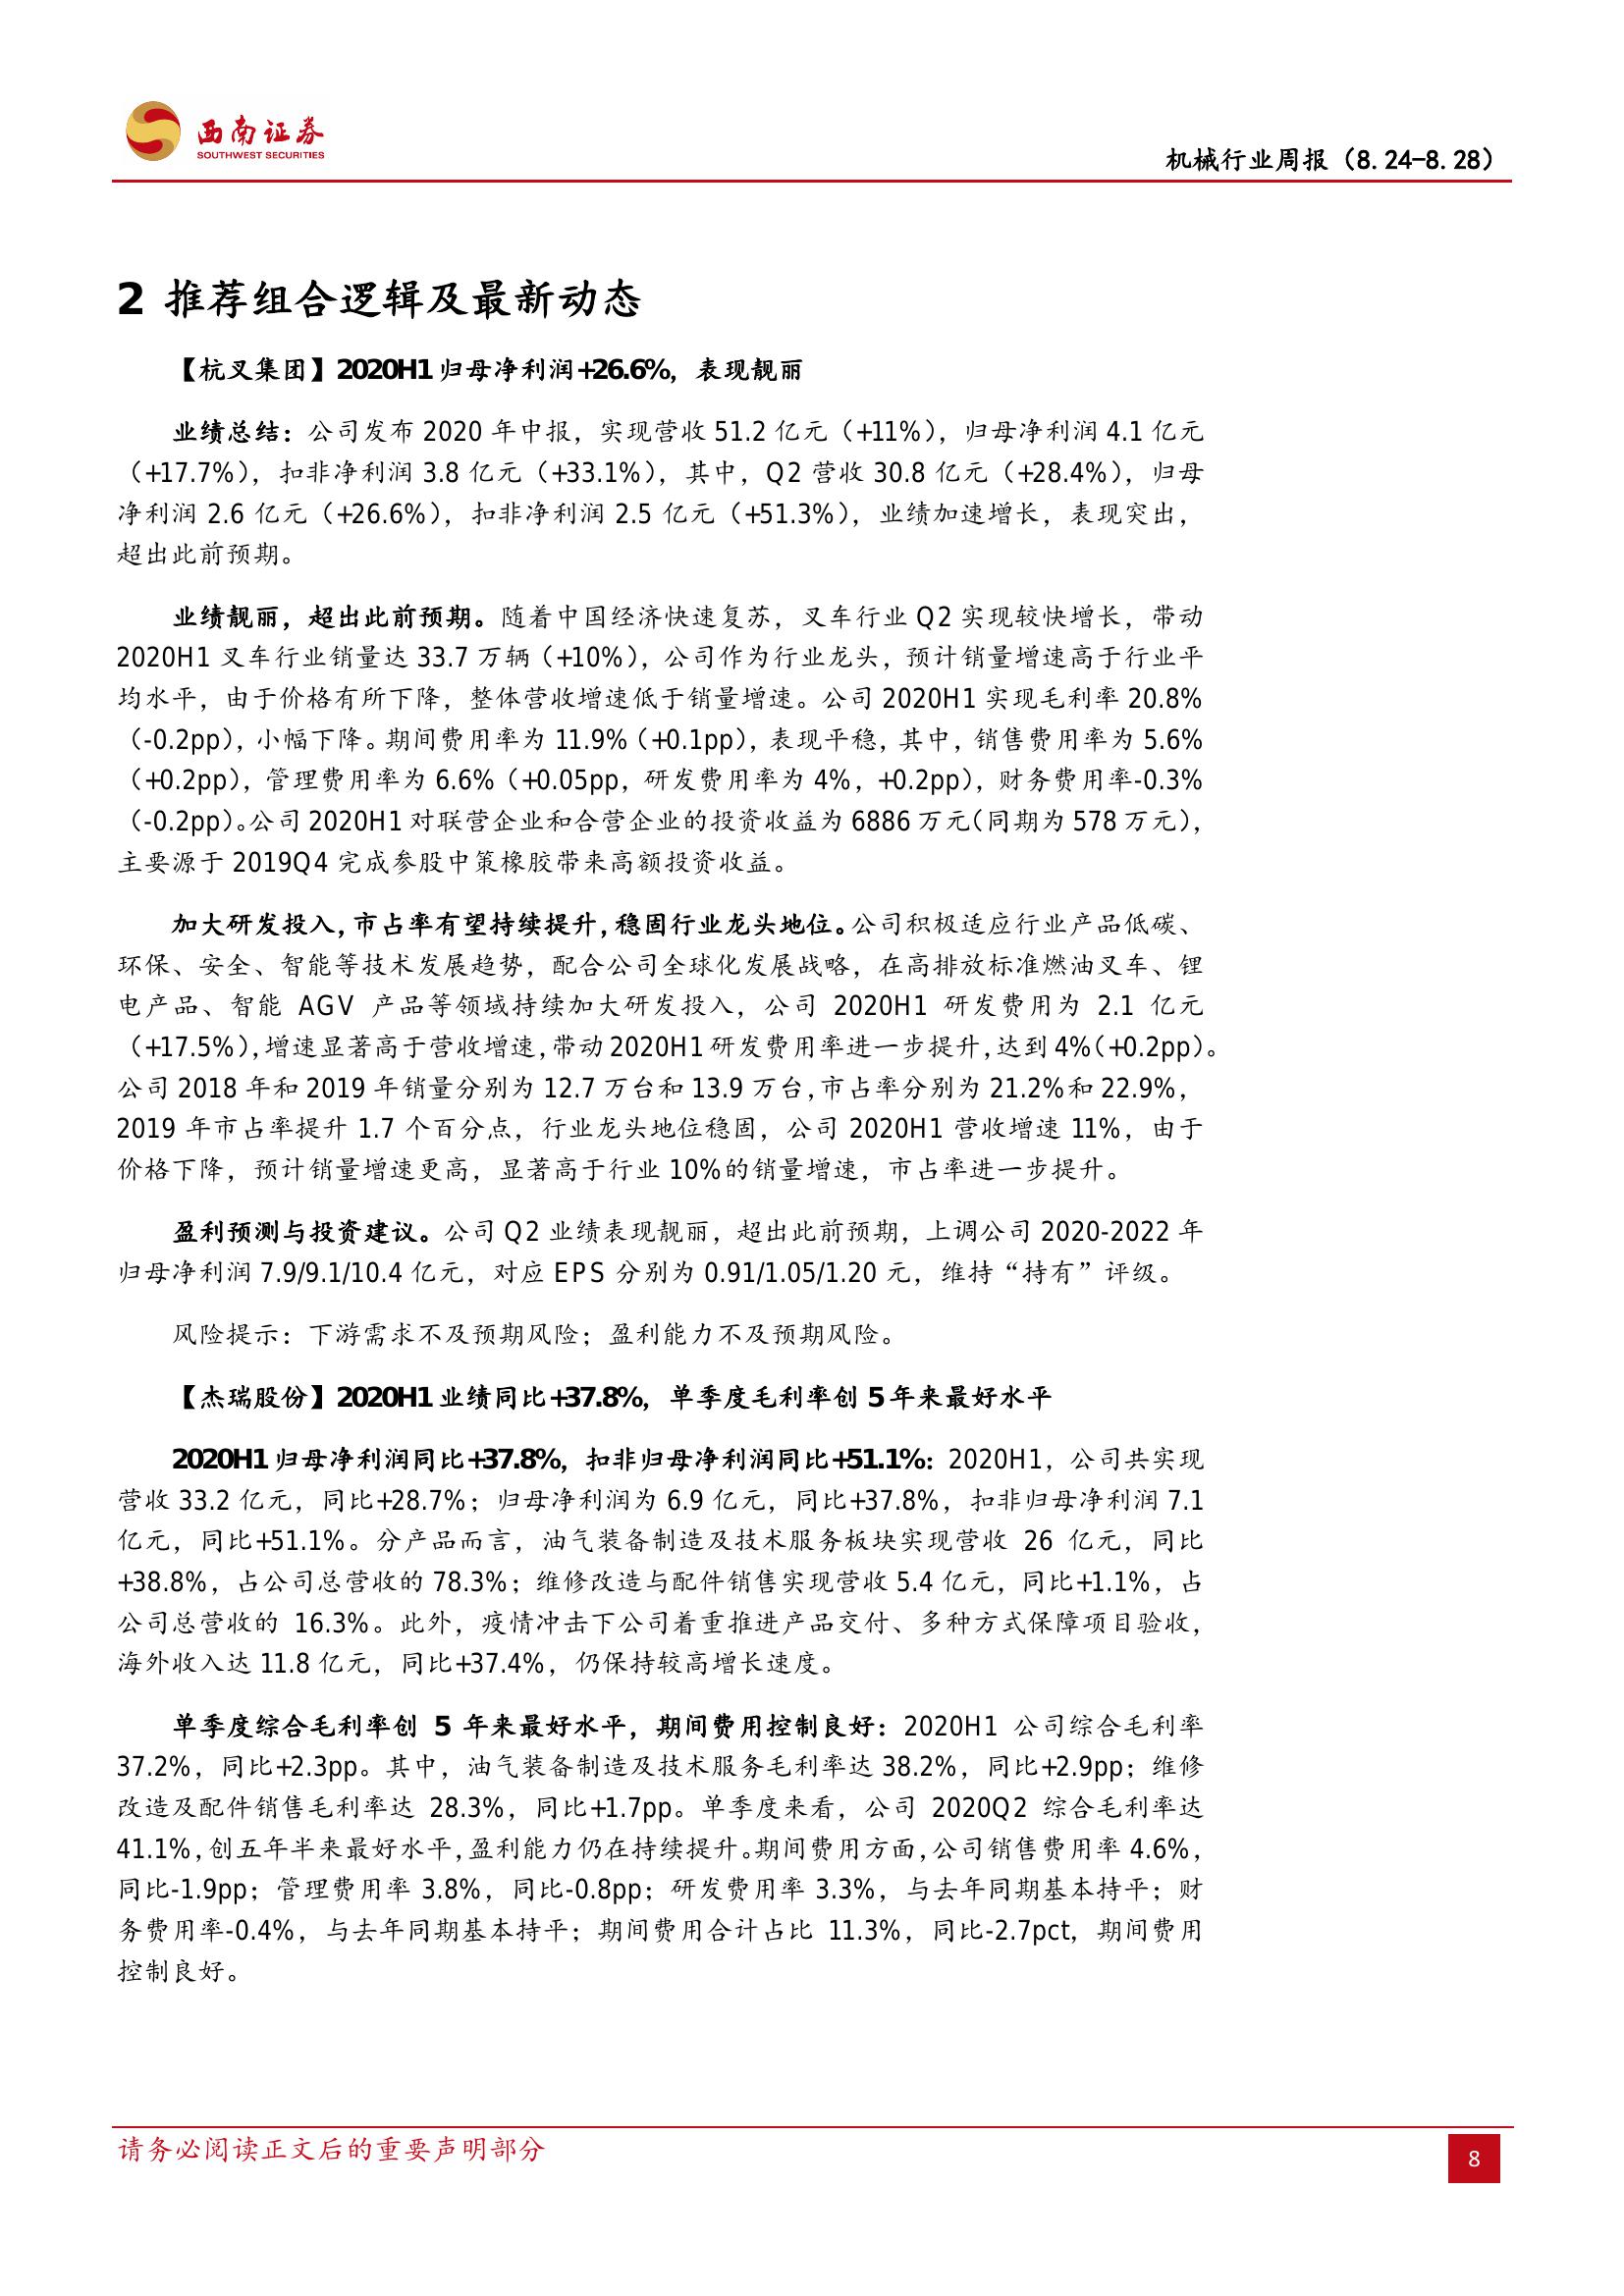 西南证券
SOUTHWEST SECURITIES
机械行业周报（8.24-8.28）
2 推荐组合逻辑及最新动态
【杭叉集团】2020H1 归母净利润+26.6%，表现靓丽
业绩总结：公司发布 2020 年中报，实现营收 51.2 亿元（+11%），归母净利润 4.1 亿元
（+17.7%），扣非净利润 3.8 亿元（+33.1%），其中，Q2 营收 30.8 亿元（+28.4%），归母
净利润 2.6 亿元（+26.6%），扣非净利润 2.5 亿元（+51.3%），业绩加速增长，表现突出，
超出此前预期。
业绩靓丽，超出此前预期。随着中国经济快速复苏，叉车行业 Q2 实现较快增长，带动
2020H1 叉车行业销量达 33.7 万辆（+10%），公司作为行业龙头，预计销量增速高于行业平
均水平，由于价格有所下降，整体营收增速低于销量增速。公司 2020H1 实现毛利率 20.8%
（-0.2pp），小幅下降。期间费用率为 11.9%（+0.1pp），表现平稳，其中，销售费用率为 5.6%
（+0.2pp），管理费用率为 6.6%（+0.05pp，研发费用率为 4%，+0.2pp），财务费用率-0.3%
（-0.2pp）。公司 2020H1 对联营企业和合营企业的投资收益为 6886 万元（同期为 578 万元），
主要源于 2019Q4 完成参股中策橡胶带来高额投资收益。
加大研发投入，市占率有望持续提升，稳固行业龙头地位。公司积极适应行业产品低碳、
环保、安全、智能等技术发展趋势，配合公司全球化发展战略，在高排放标准燃油叉车、锂
电产品、智能 AGV 产品等领域持续加大研发投入，公司 2020H1 研发费用为 2.1 亿元
（+17.5%），增速显著高于营收增速，带动 2020H1 研发费用率进一步提升，达到 4%（+0.2pp）。
公司 2018 年和 2019 年销量分别为 12.7 万台和 13.9 万台，市占率分别为 21.2%和 22.9%，
2019 年市占率提升 1.7 个百分点，行业龙头地位稳固，公司 2020H1 营收增速 11%，由于
价格下降，预计销量增速更高，显著高于行业 10%的销量增速，市占率进一步提升。
盈利预测与投资建议。公司 Q2 业绩表现靓丽，超出此前预期，上调公司 2020-2022 年
归母净利润 7.9/9.1/10.4 亿元，对应 EPS 分别为 0.91/1.05/1.20 元，维持“持有”评级。
风险提示：下游需求不及预期风险；盈利能力不及预期风险。
【杰瑞股份】2020H1 业绩同比+37.8%，单季度毛利率创 5 年来最好水平
2020H1 归母净利润同比+37.8%，扣非归母净利润同比+51.1%：2020H1，公司共实现
营收 33.2 亿元，同比+28.7%；归母净利润为 6.9 亿元，同比+37.8%，扣非归母净利润 7.1
亿元，同比+51.1%。分产品而言，油气装备制造及技术服务板块实现营收 26 亿元，同比
+38.8%，占公司总营收的 78.3%；维修改造与配件销售实现营收 5.4 亿元，同比+1.1%，占
公司总营收的 16.3%。此外，疫情冲击下公司着重推进产品交付、多种方式保障项目验收，
海外收入达 11.8 亿元，同比+37.4%，仍保持较高增长速度。
单季度综合毛利率创 5 年来最好水平，期间费用控制良好：2020H1 公司综合毛利率
37.2%，同比+2.3pp。其中，油气装备制造及技术服务毛利率达 38.2%，同比+2.9pp；维修
改造及配件销售毛利率达 28.3%，同比+1.7pp。单季度来看，公司 2020Q2 综合毛利率达
41.1%，创五年半来最好水平，盈利能力仍在持续提升。期间费用方面，公司销售费用率 4.6%，
同比-1.9pp；管理费用率 3.8%，同比-0.8pp；研发费用率 3.3%，与去年同期基本持平；财
务费用率-0.4%，与去年同期基本持平；期间费用合计占比 11.3%，同比-2.7pct，期间费用
控制良好。
请务必阅读正文后的重要声明部分
8